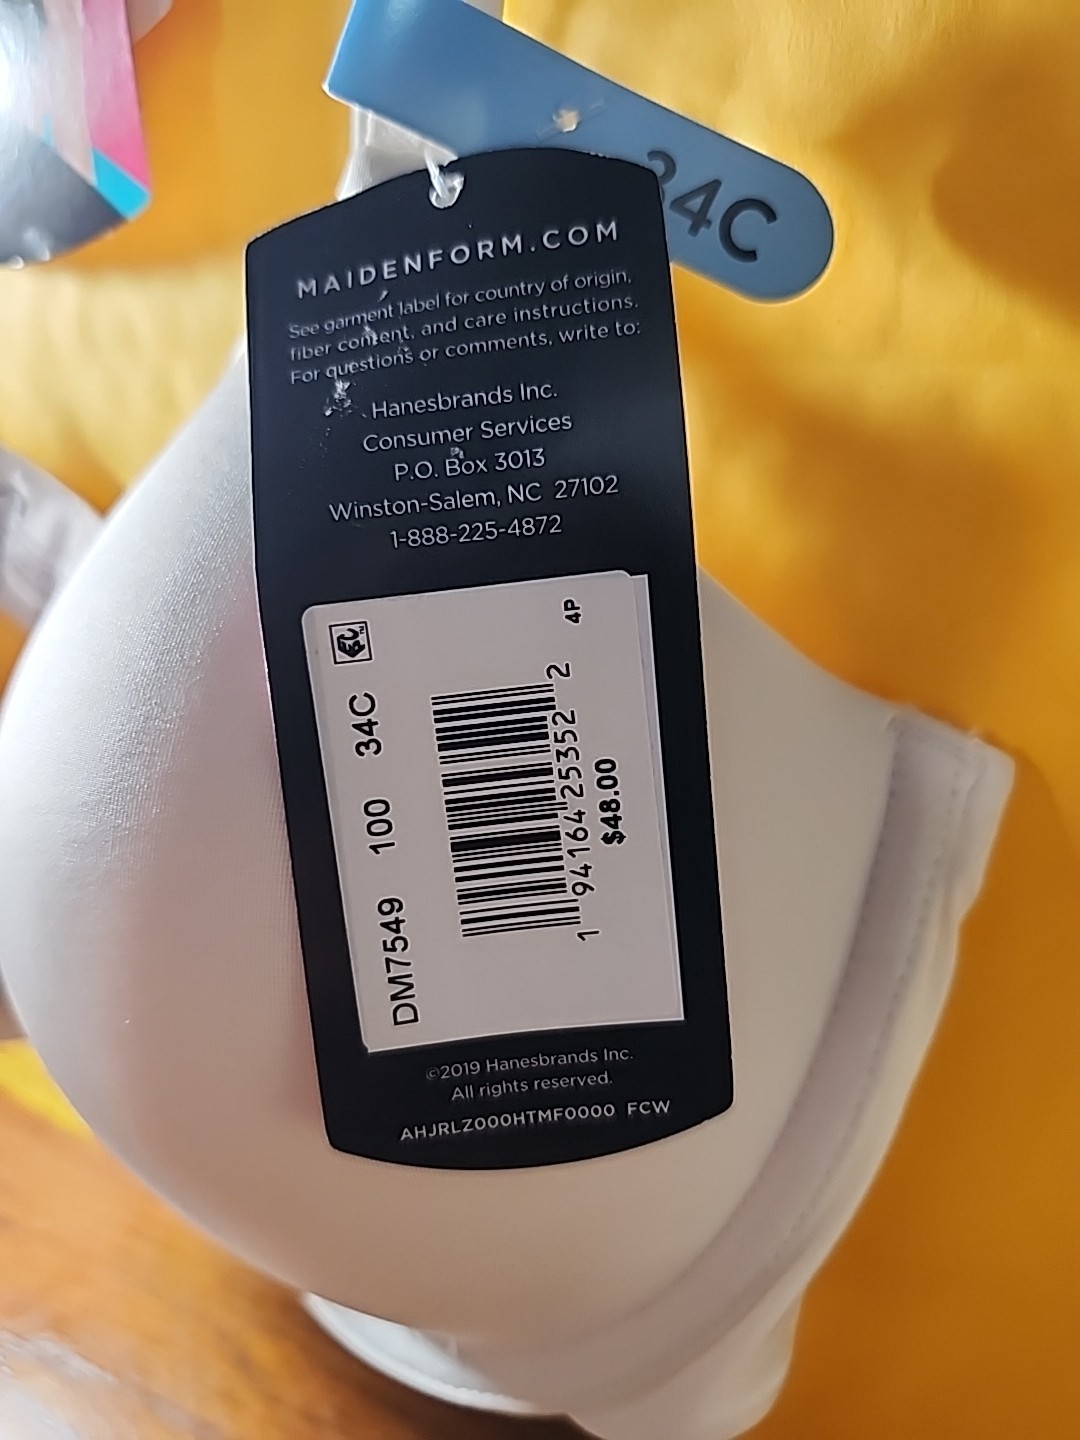 34C
MAIDENFORM.COM
See garment label for country of origin,
fiber content, and care instructions.
For questions or comments, write to:
Hanesbrands Inc.
Consumer Services
P.O. Box 3013
Winston-Salem, NC 27102
1-888-225-4872
DM7549 100 34C
1 94164 25352 2
4P
$48.00
©2019 Hanesbrands Inc.
All rights reserved.
AHJRLZ000HTMF0000 FCW